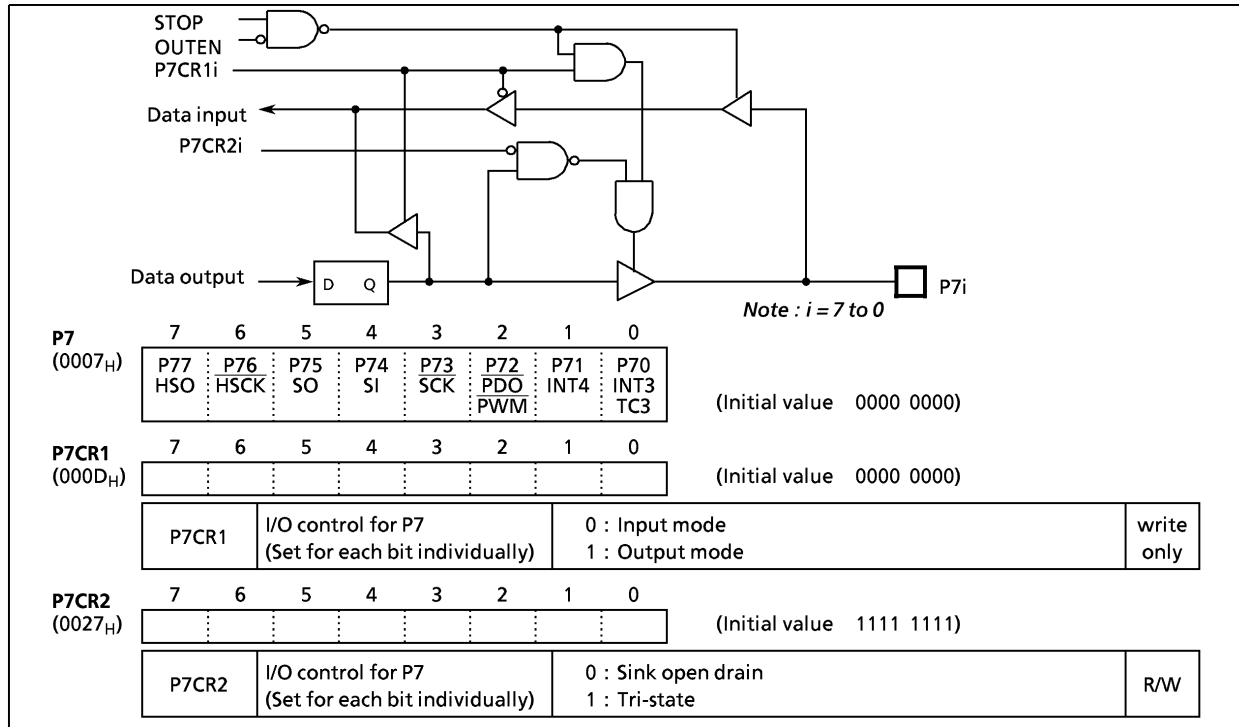 STOP
OUTEN
P7CR1i
Data input
P7CR2i
Data output
D Q
P7i
Note : i = 7 to 0
P7
(0007H)
7 6 5 4 3 2 1 0
P77 P76 P75 P74 P73 P72 P71 P70
HSO HSCK SO SI SCK PDO INT4 INT3
PWM TC3
(Initial value 0000 0000)
P7CR1
(000DH)
7 6 5 4 3 2 1 0
(Initial value 0000 0000)
P7CR1
I/O control for P7
(Set for each bit individually)
0 : Input mode
1 : Output mode
write
only
P7CR2
(0027H)
7 6 5 4 3 2 1 0
(Initial value 1111 1111)
P7CR2
I/O control for P7
(Set for each bit individually)
0 : Sink open drain
1 : Tri-state
R/W